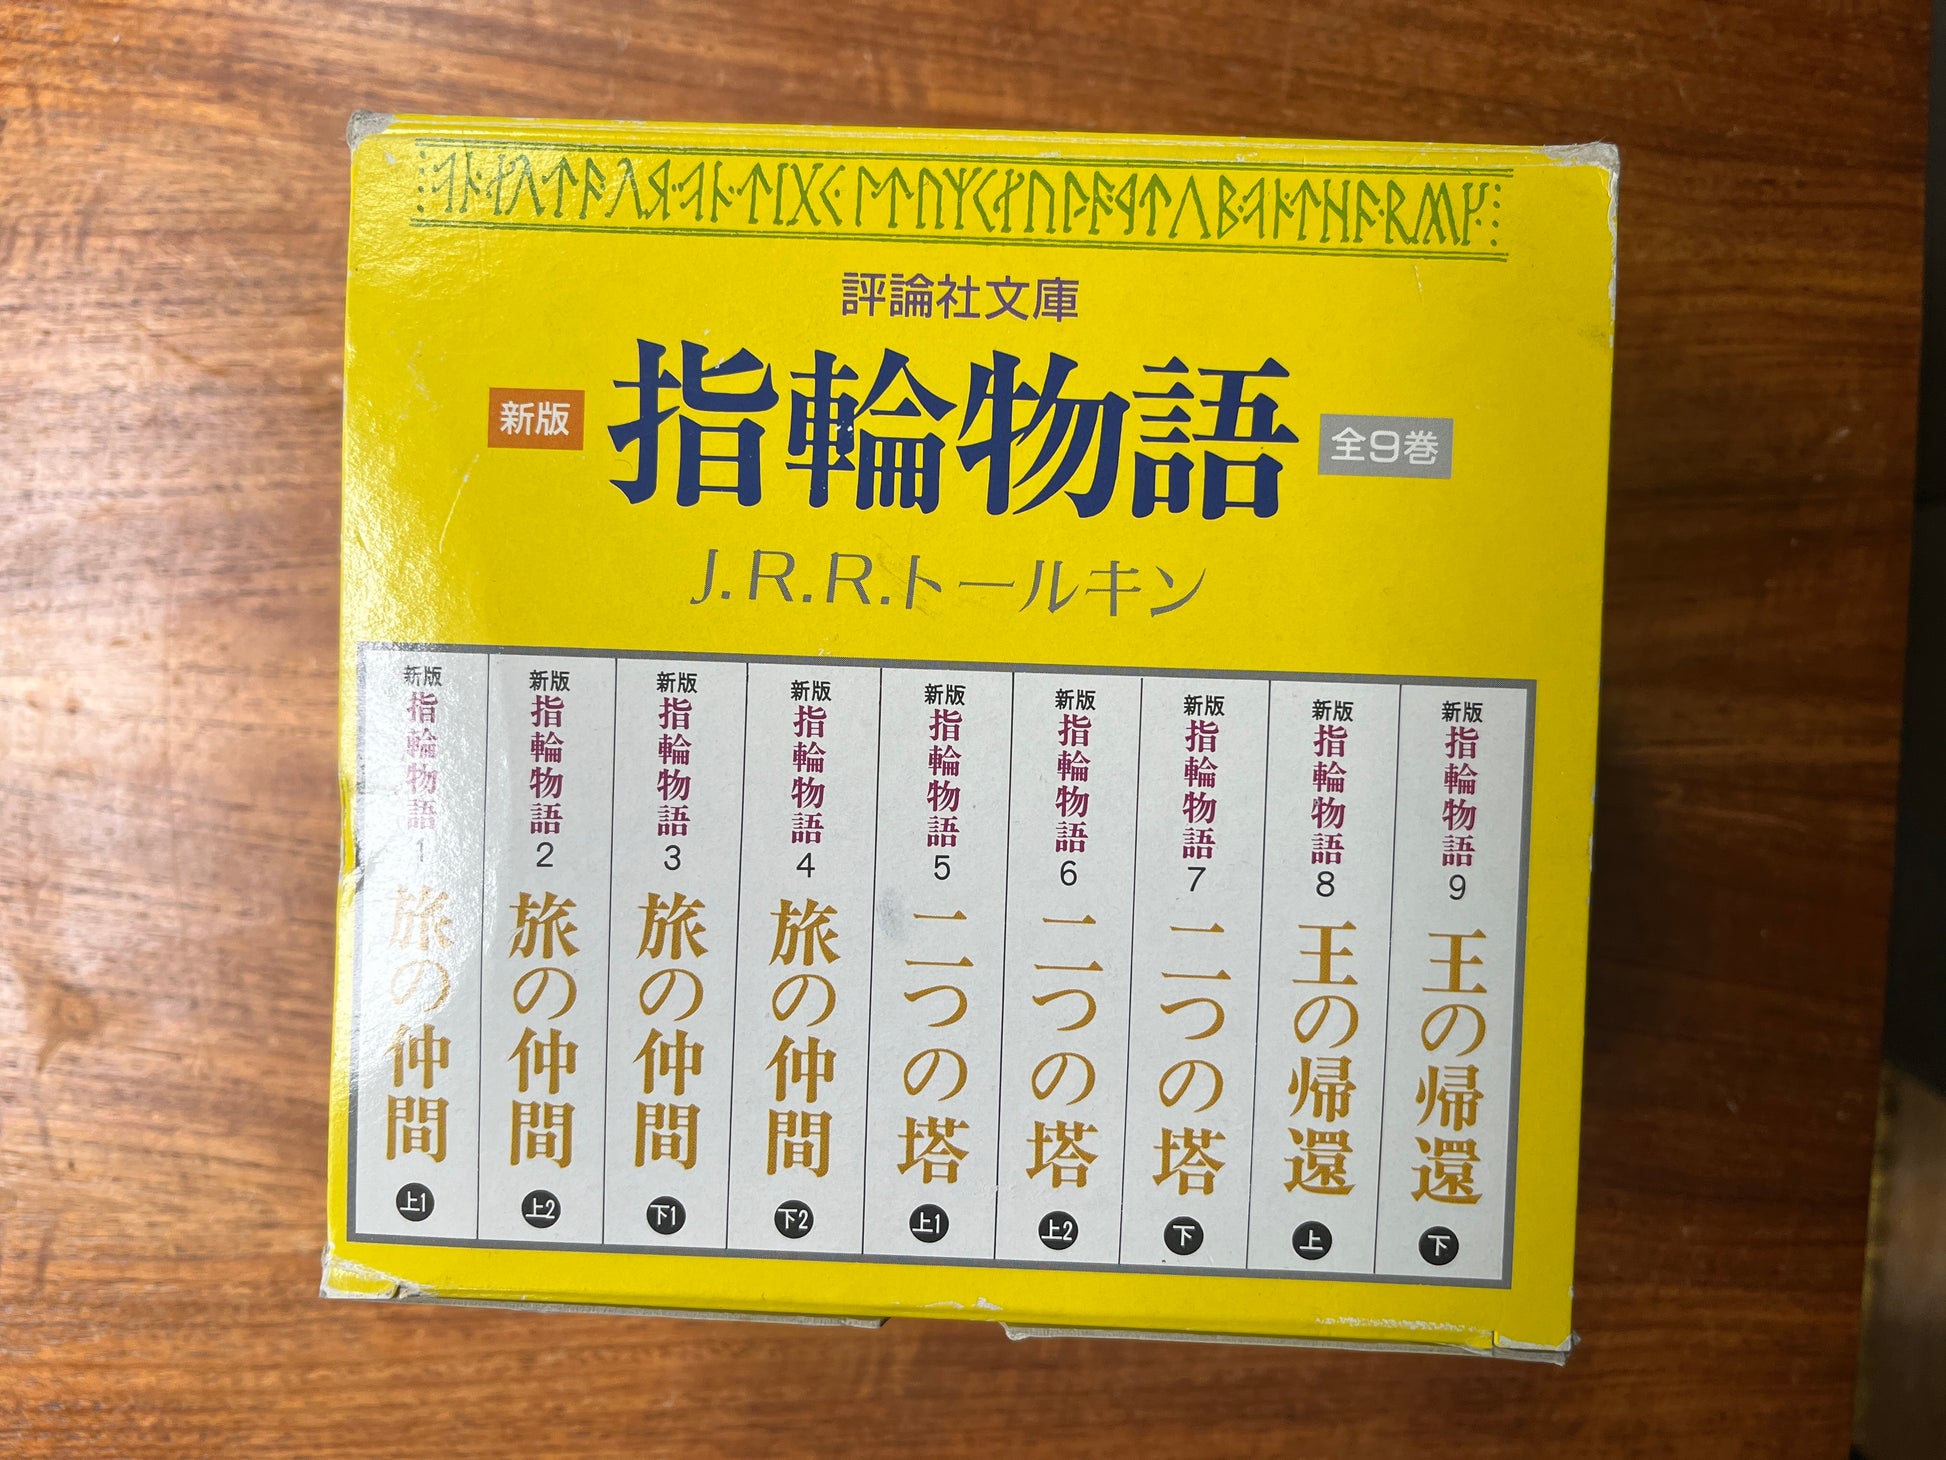 評論社文庫
新版 指輪物語 全9巻
J.R.R.トールキン
新版 指輪物語 1 旅の仲間 上1
新版 指輪物語 2 旅の仲間 上2
新版 指輪物語 3 旅の仲間 下1
新版 指輪物語 4 旅の仲間 下2
新版 指輪物語 5 二つの塔 上1
新版 指輪物語 6 二つの塔 上2
新版 指輪物語 7 二つの塔 下
新版 指輪物語 8 王の帰還 上
新版 指輪物語 9 王の帰還 下